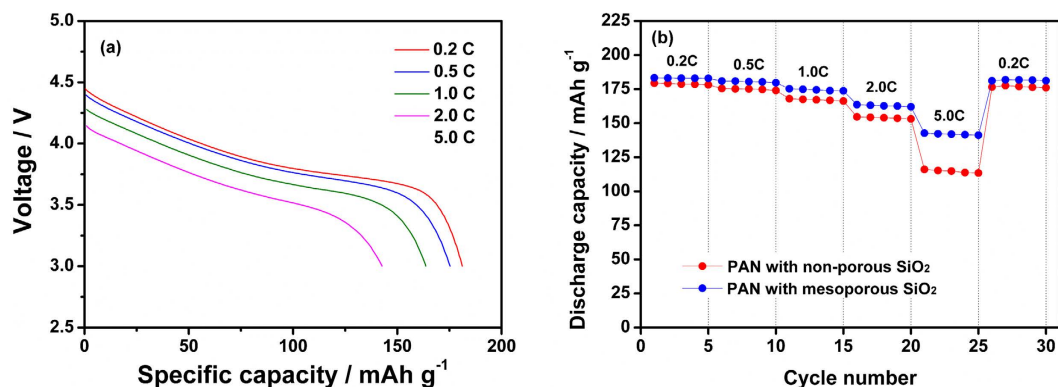 (a)
5.0
4.5
4.0
3.5
3.0
2.5
Voltage / V
0.2 C
0.5 C
1.0 C
2.0 C
5.0 C
0
50
100
150
200
Specific capacity / mAh g⁻¹
(b)
225
200
175
150
125
100
75
50
25
0
Discharge capacity / mAh g⁻¹
0.2C
0.5C
1.0C
2.0C
5.0C
0.2C
PAN with non-porous SiO₂
PAN with mesoporous SiO₂
0
5
10
15
20
25
30
Cycle number